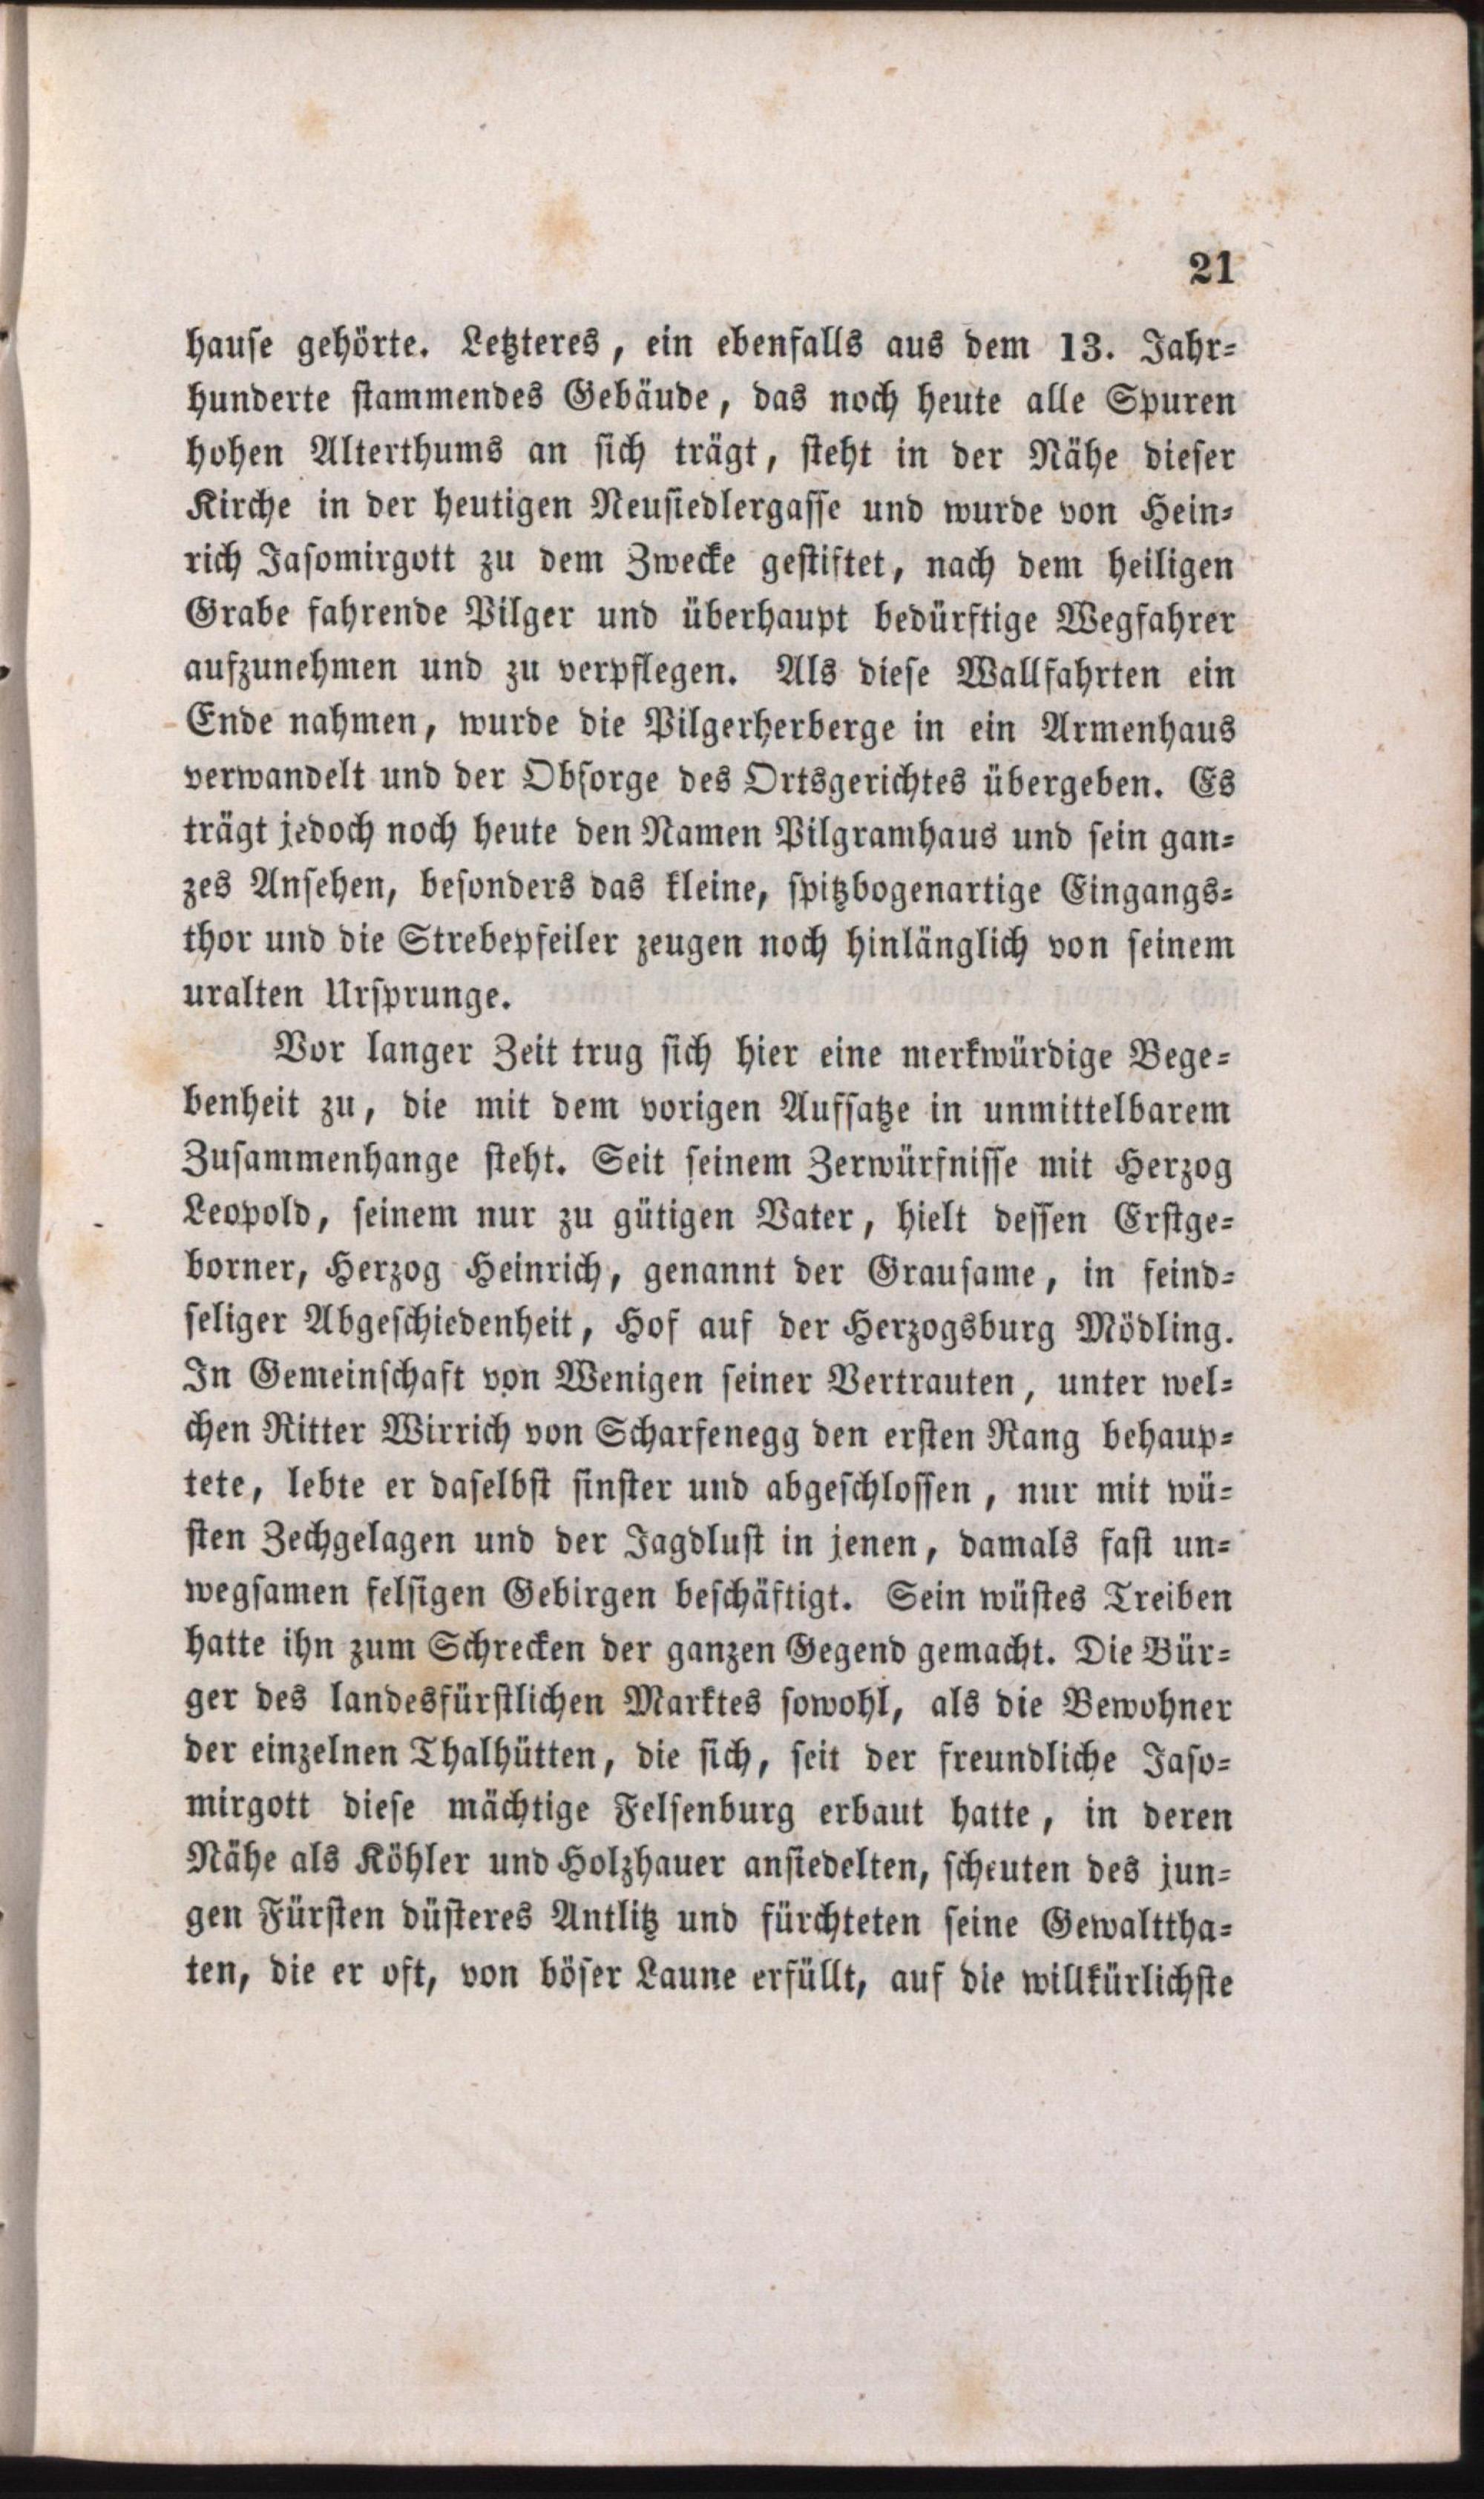 21
hause gehörte. Letzteres, ein ebenfalls aus dem 13. Jahr-
hunderte stammendes Gebäude, das noch heute alle Spuren
hohen Alterthums an sich trägt, steht in der Nähe dieser
Kirche in der heutigen Neusiedlergasse und wurde von Hein-
rich Jasomirgott zu dem Zwecke gestiftet, nach dem heiligen
Grabe fahrende Pilger und überhaupt bedürftige Wegfahrer
aufzunehmen und zu verpflegen. Als diese Wallfahrten ein
Ende nahmen, wurde die Pilgerherberge in ein Armenhaus
verwandelt und der Obsorge des Ortsgerichtes übergeben. Es
trägt jedoch noch heute den Namen Pilgramhaus und sein gan-
zes Ansehen, besonders das kleine, spitzbogenartige Eingangs-
thor und die Strebepfeiler zeugen noch hinlänglich von seinem
uralten Ursprunge.
Vor langer Zeit trug sich hier eine merkwürdige Bege-
benheit zu, die mit dem vorigen Aufsatze in unmittelbarem
Zusammenhange steht. Seit seinem Zerwürfnisse mit Herzog
Leopold, seinem nur zu gütigen Vater, hielt dessen Erstge-
borner, Herzog Heinrich, genannt der Grausame, in feind-
seliger Abgeschiedenheit, Hof auf der Herzogsburg Mödling.
In Gemeinschaft von Wenigen seiner Vertrauten, unter wel-
chen Ritter Wirrich von Scharfenegg den ersten Rang behaup-
tete, lebte er daselbst finster und abgeschlossen, nur mit wü-
sten Zechgelagen und der Jagdlust in jenen, damals fast un-
wegsamen felsigen Gebirgen beschäftigt. Sein wüstes Treiben
hatte ihn zum Schrecken der ganzen Gegend gemacht. Die Bür-
ger des landesfürstlichen Marktes sowohl, als die Bewohner
der einzelnen Thalhütten, die sich, seit der freundliche Jaso-
mirgott diese mächtige Felsenburg erbaut hatte, in deren
Nähe als Köhler und Holzhauer ansiedelten, scheuten des jun-
gen Fürsten düsteres Antlitz und fürchteten seine Gewalttha-
ten, die er oft, von böser Laune erfüllt, auf die willkürlichste